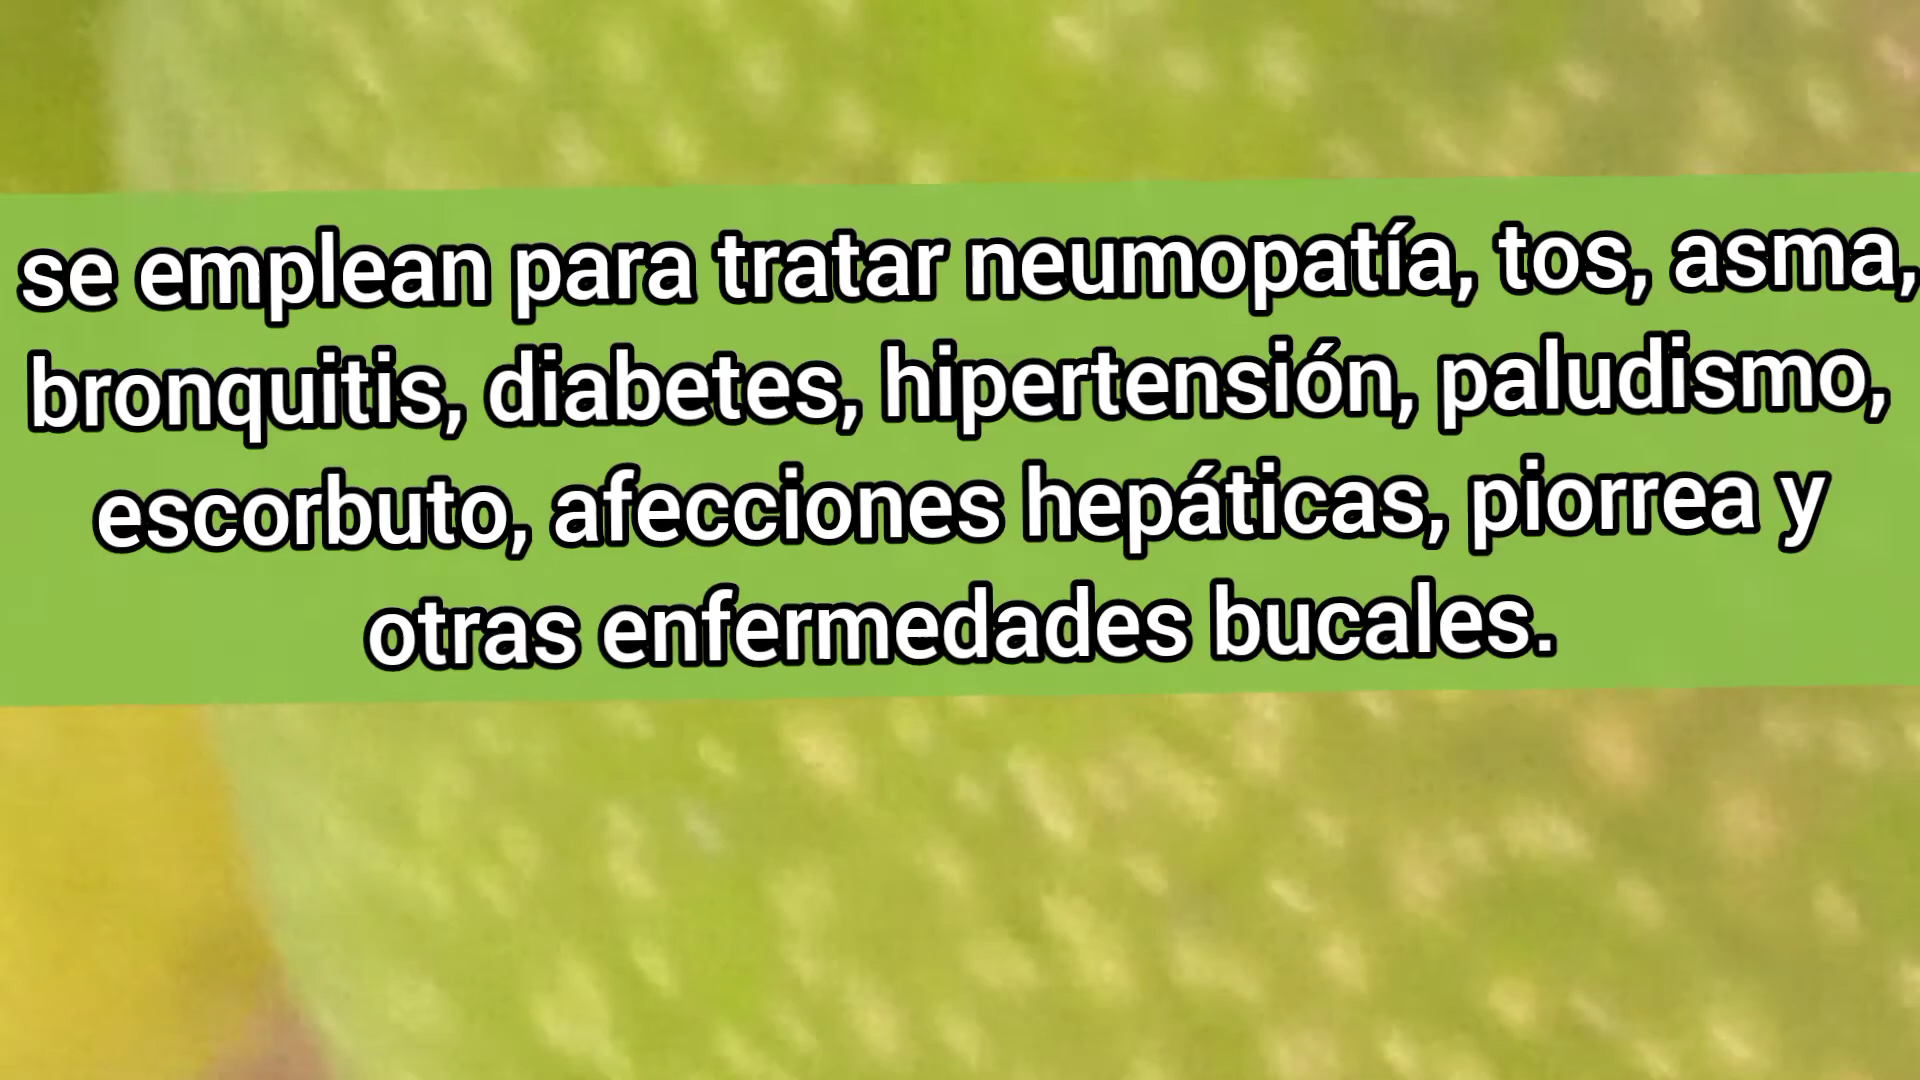 se emplean para tratar neumopatía, tos, asma,
bronquitis, diabetes, hipertensión, paludismo,
escorbuto, afecciones hepáticas, piorrea y
otras enfermedades bucales.